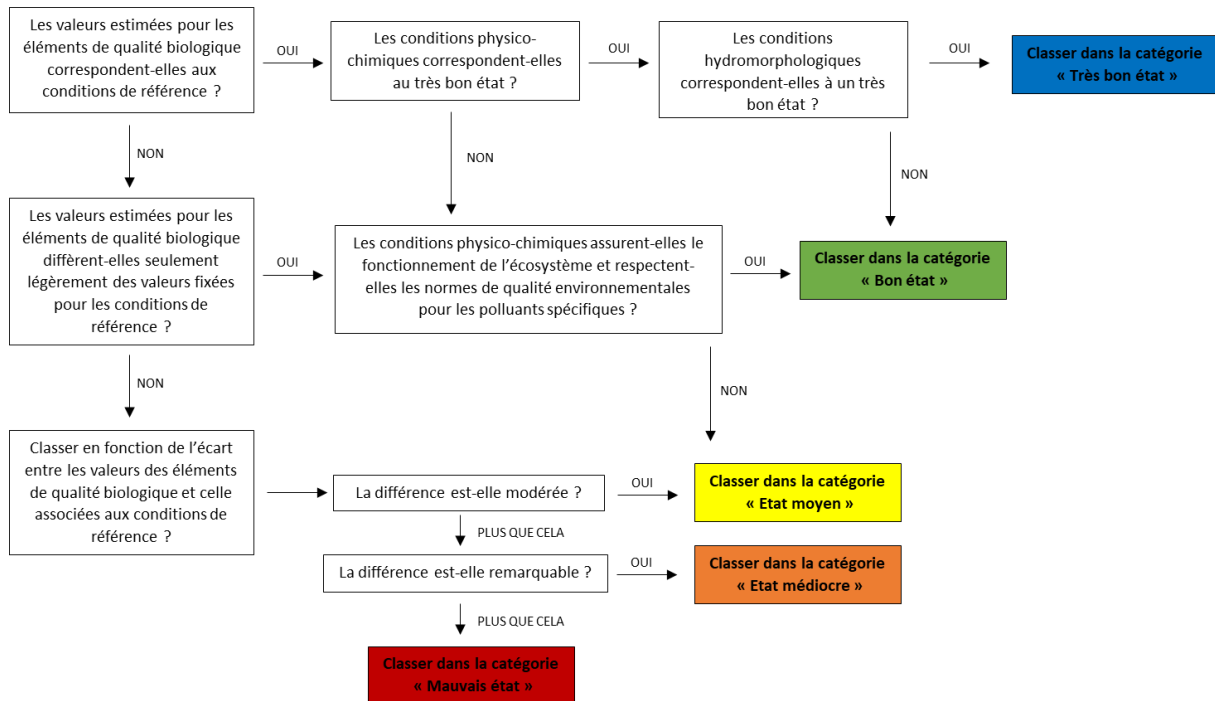 Les valeurs estimées pour les
éléments de qualité biologique
correspondent-elles aux
conditions de référence ?
OUI
Les conditions physico-
chimiques correspondent-elles
au très bon état ?
OUI
Les conditions
hydromorphologiques
correspondent-elles à un très
bon état ?
OUI
Classer dans la catégorie
« Très bon état »
NON
NON
NON
Les valeurs estimées pour les
éléments de qualité biologique
diffèrent-elles seulement
légèrement des valeurs fixées
pour les conditions de
référence ?
OUI
Les conditions physico-chimiques assurent-elles le
fonctionnement de l'écosystème et respectent-
elles les normes de qualité environnementales
pour les polluants spécifiques ?
OUI
Classer dans la catégorie
« Bon état »
NON
NON
Classer en fonction de l'écart
entre les valeurs des éléments
de qualité biologique et celle
associées aux conditions de
référence ?
La différence est-elle modérée ?
OUI
Classer dans la catégorie
« Etat moyen »
PLUS QUE CELA
La différence est-elle remarquable ?
OUI
Classer dans la catégorie
« Etat médiocre »
PLUS QUE CELA
Classer dans la catégorie
« Mauvais état »